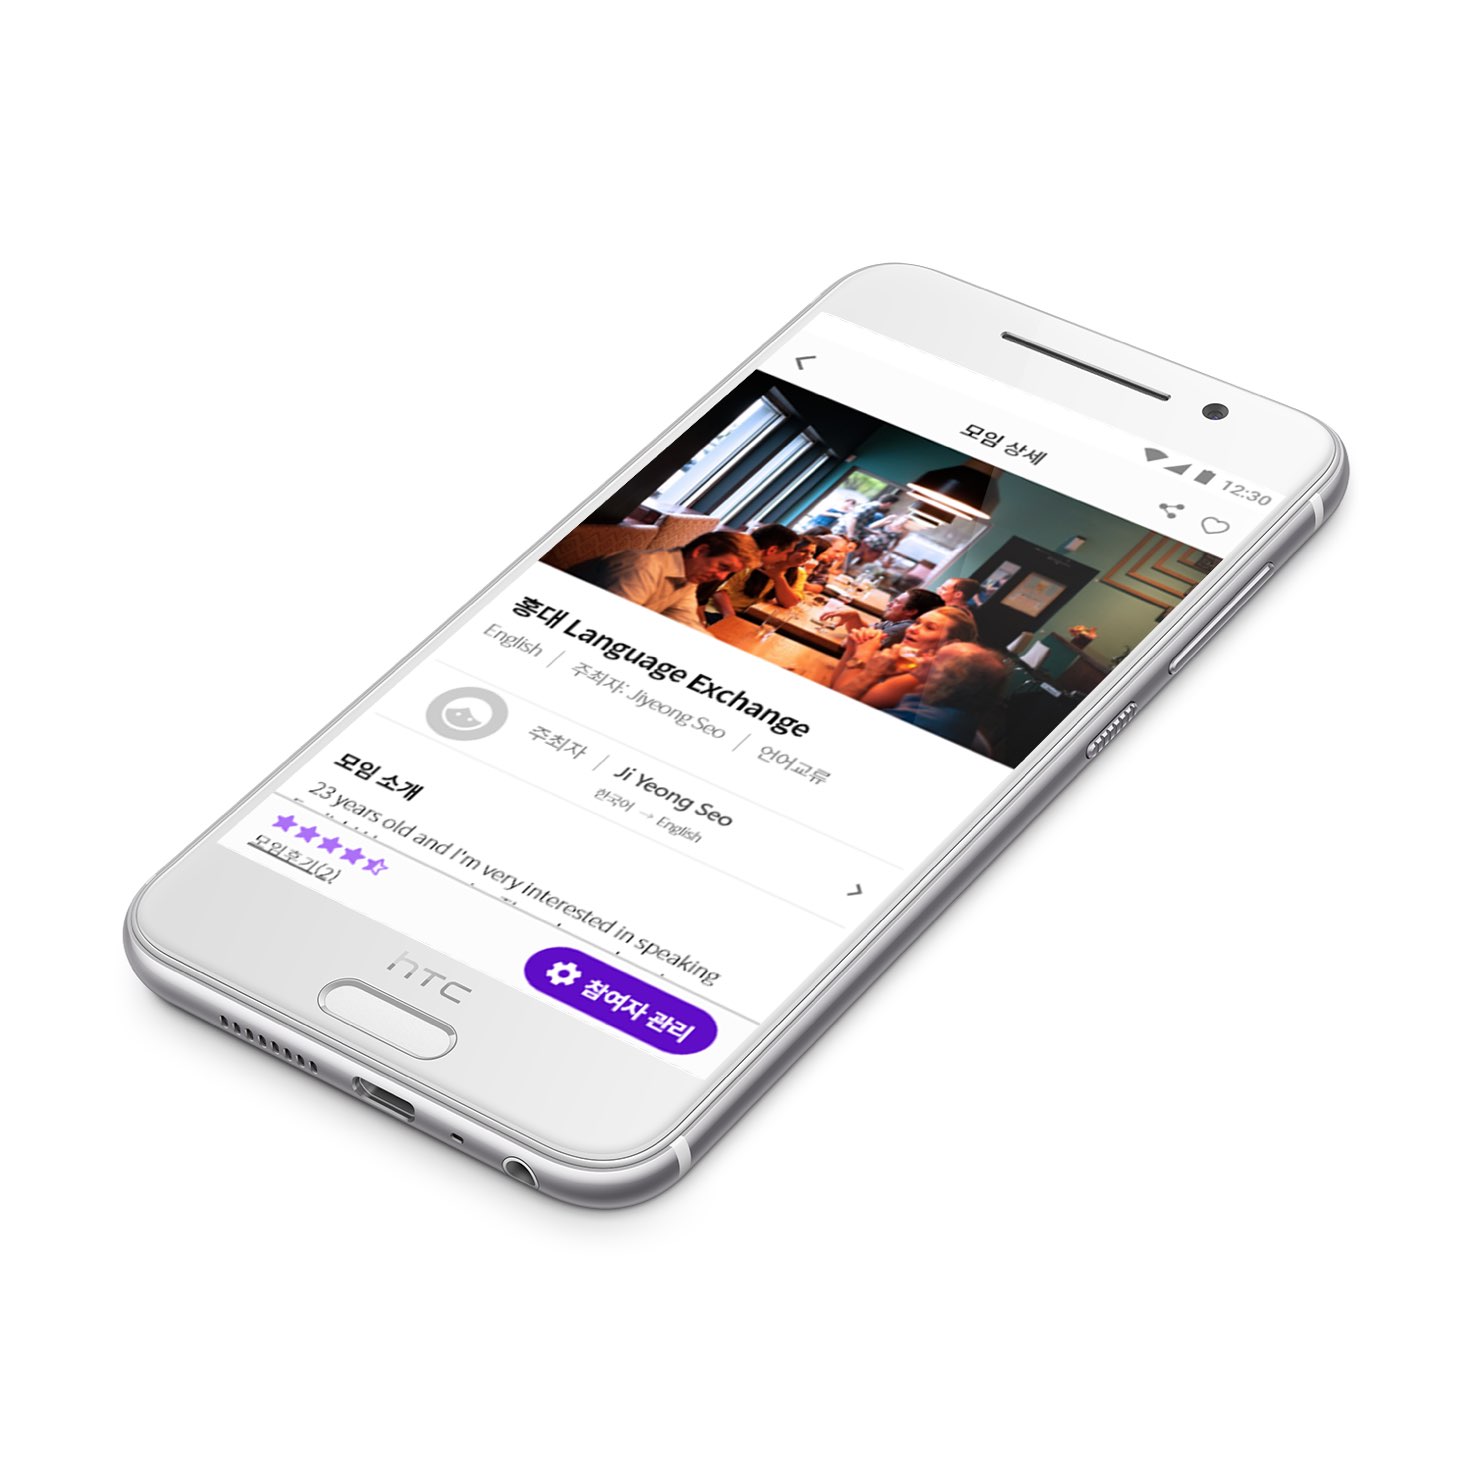 12:30
모임 상세
홍대 Language Exchange
English | 주최자: Jiyeong Seo | 언어교류
주최자 | Ji Yeong Seo
한국어 → English
모임 소개
23 years old and I'm very interested in speaking
모임후기(2)
참여자 관리
hTC